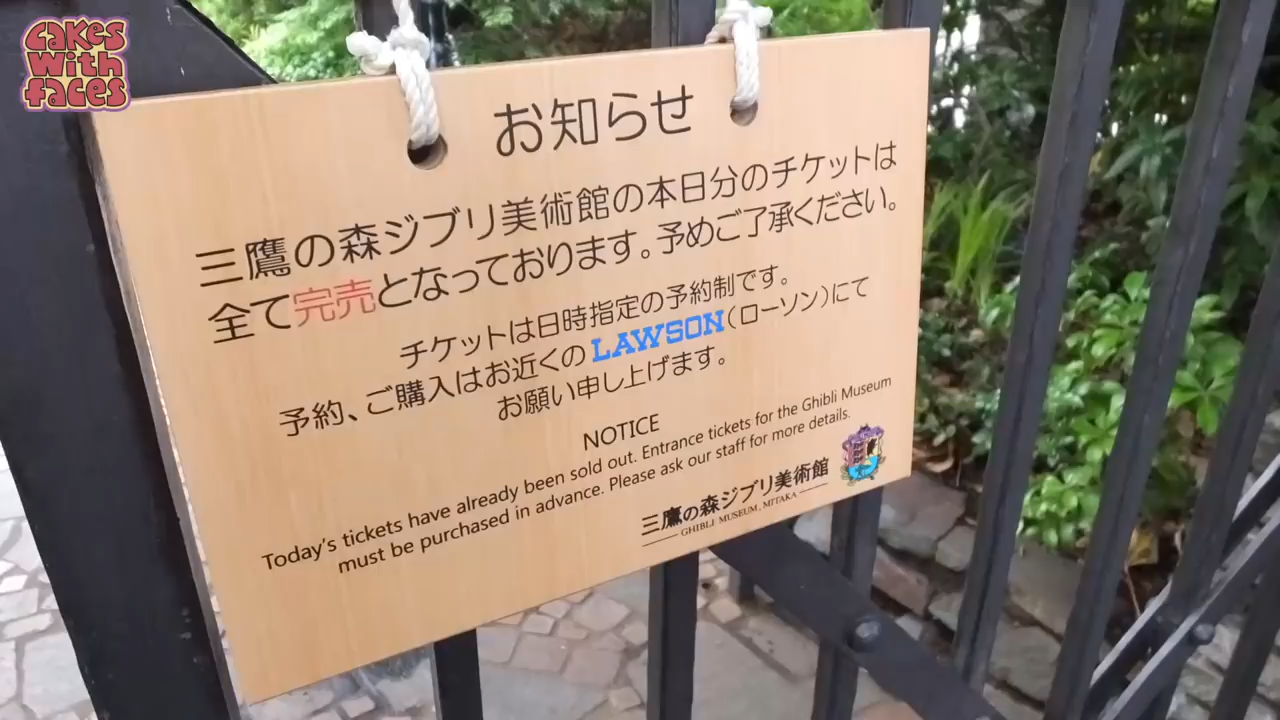 cakes
with
faces
お知らせ
三鷹の森ジブリ美術館の本日分のチケットは
全て完売となっております。予めご了承ください。
チケットは日時指定の予約制です。
予約、ご購入はお近くの LAWSON(ローソン)にて
お願い申し上げます。
NOTICE
Today's tickets have already been sold out. Entrance tickets for the Ghibli Museum
must be purchased in advance. Please ask our staff for more details.
三鷹の森ジブリ美術館
GHIBLI MUSEUM, MITAKA